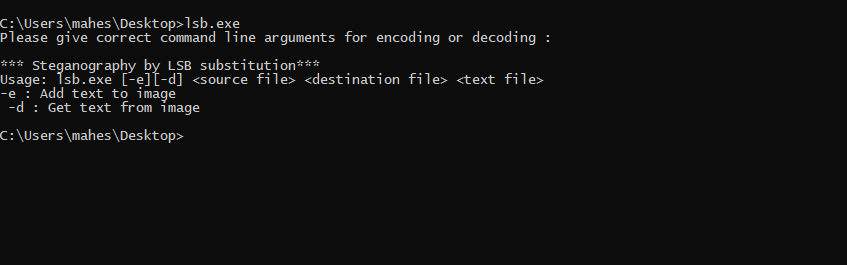 C:\Users\mahes\Desktop>lsb.exe
Please give correct command line arguments for encoding or decoding :
*** Steganography by LSB substitution***
Usage: lsb.exe [-e][-d] <source file> <destination file> <text file>
-e : Add text to image
 -d : Get text from image
C:\Users\mahes\Desktop>